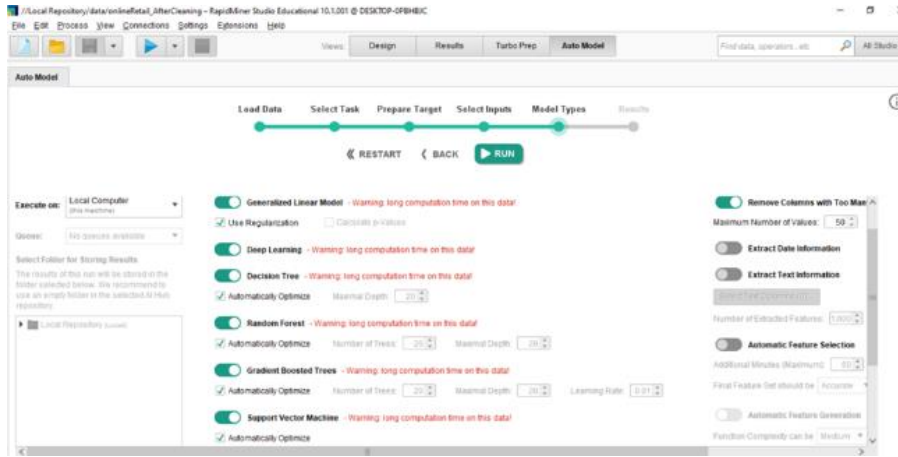 //Local Repository/data/onlineRetail_AfterCleaning – RapidMiner Studio Educational 10.1.001 @ DESKTOP-0PBHBJC
File Edit Process View Connections Settings Extensions Help
Views: Design Results Turbo Prep Auto Model
Find data, operators...etc All Studio
Auto Model
Load Data Select Task Prepare Target Select Inputs Model Types Results
RESTART BACK RUN
Execute on: Local Computer
(this machine)
Queue: No queues available
Select Folder for Storing Results
The results of this run will be stored in the
folder selected below. We recommend to
use an empty folder in the selected AI Hub
repository.
Local Repository (Local)
Generalized Linear Model - Warning: long computation time on this data!
Use Regularization Calculate p-Values
Deep Learning - Warning: long computation time on this data!
Decision Tree - Warning: long computation time on this data!
Automatically Optimize Maximal Depth: 20
Random Forest - Warning: long computation time on this data!
Automatically Optimize Number of Trees: 20 Maximal Depth: 20
Gradient Boosted Trees - Warning: long computation time on this data!
Automatically Optimize Number of Trees: 20 Maximal Depth: 20 Learning Rate: 0.01
Support Vector Machine - Warning: long computation time on this data!
Automatically Optimize
Remove Columns with Too Man
Maximum Number of Values: 50
Extract Date Information
Extract Text Information
Number of Extracted Features: 1,000
Automatic Feature Selection
Additional Minutes (Maximum): 60
Final Feature Set should be Accurate
Automatic Feature Generation
Function Complexity can be Medium